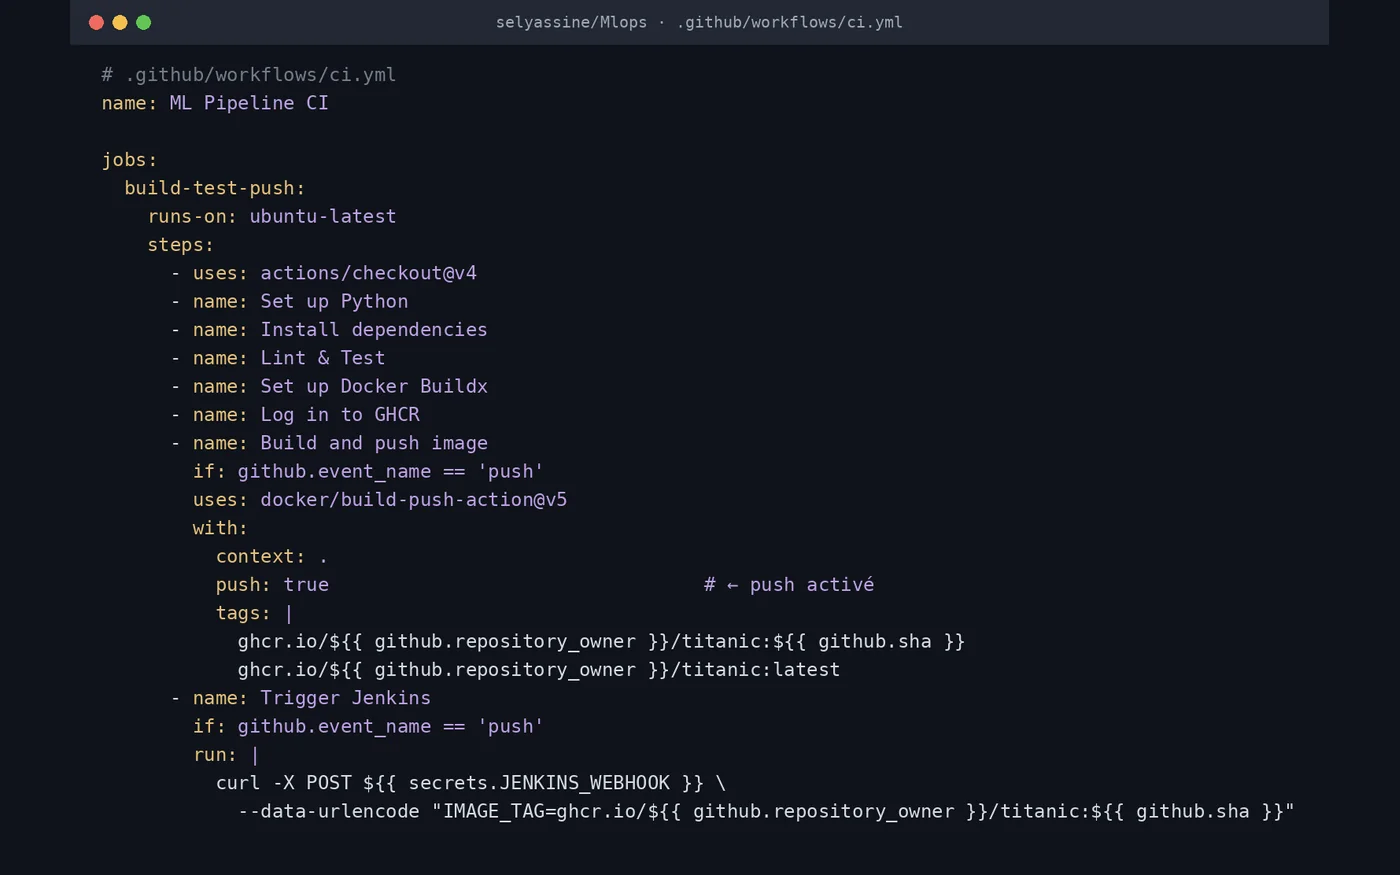 selyassine/Mlops · .github/workflows/ci.yml
# .github/workflows/ci.yml
name: ML Pipeline CI
jobs:
  build-test-push:
    runs-on: ubuntu-latest
    steps:
      - uses: actions/checkout@v4
      - name: Set up Python
      - name: Install dependencies
      - name: Lint & Test
      - name: Set up Docker Buildx
      - name: Log in to GHCR
      - name: Build and push image
        if: github.event_name == 'push'
        uses: docker/build-push-action@v5
        with:
          context: .
          push: true                                 # ← push activé
          tags: |
            ghcr.io/${{ github.repository_owner }}/titanic:${{ github.sha }}
            ghcr.io/${{ github.repository_owner }}/titanic:latest
      - name: Trigger Jenkins
        if: github.event_name == 'push'
        run: |
          curl -X POST ${{ secrets.JENKINS_WEBHOOK }} \
            --data-urlencode "IMAGE_TAG=ghcr.io/${{ github.repository_owner }}/titanic:${{ github.sha }}"